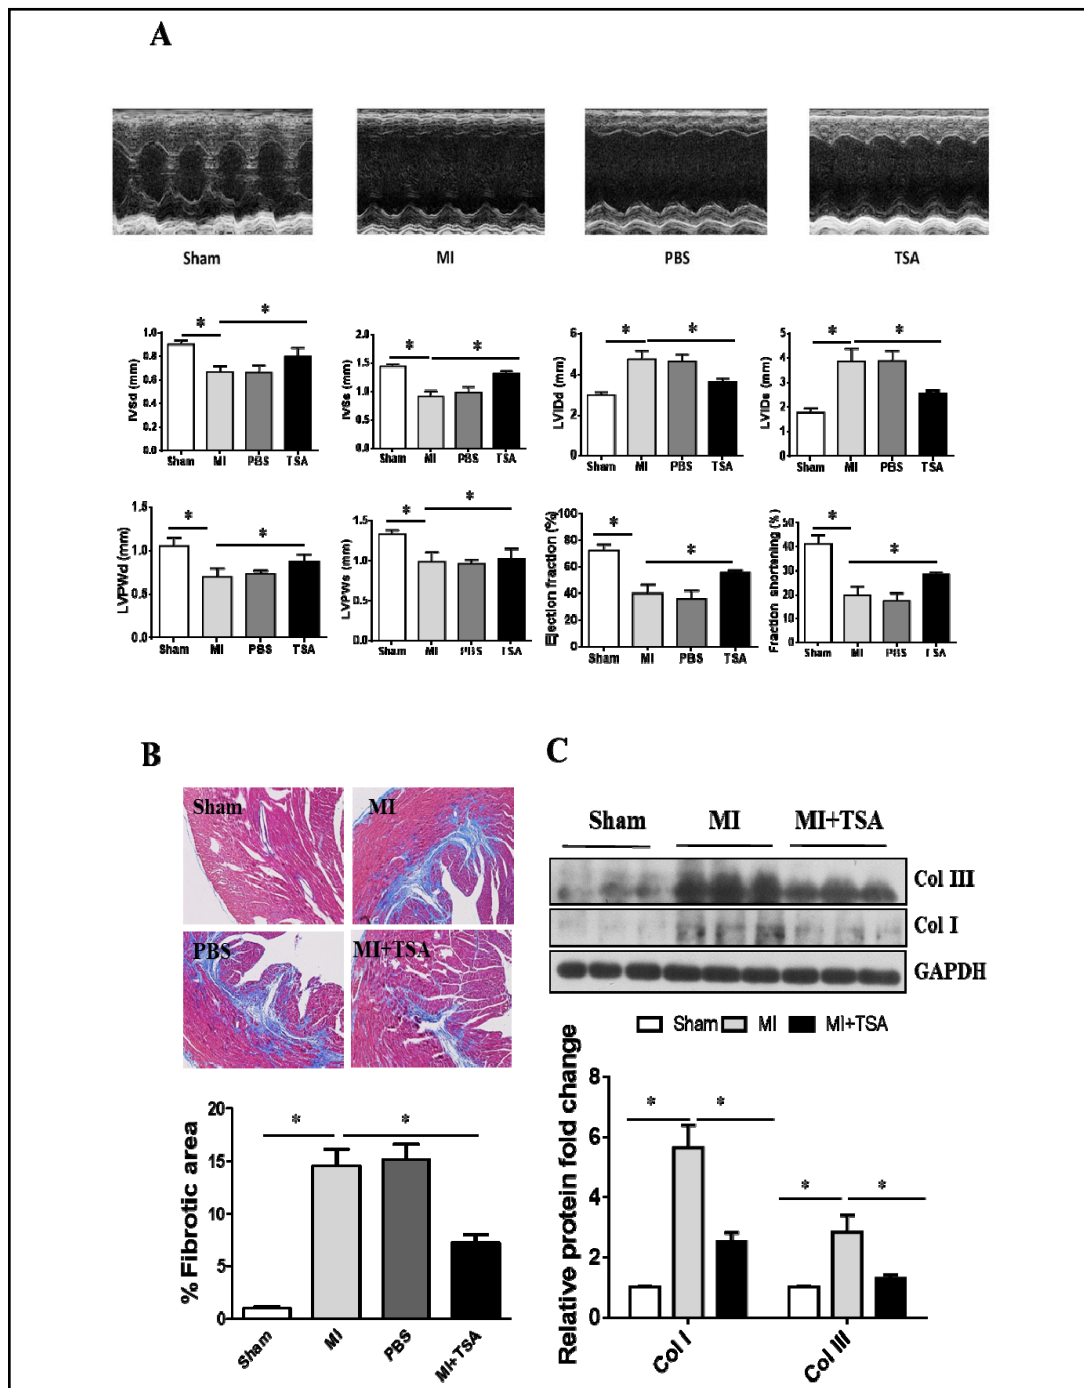 A
Sham MI PBS TSA
* *
IVSd (mm)
1.0
0.8
0.6
0.4
0.2
0.0
Sham MI PBS TSA
* *
IVSs (mm)
2.0
1.5
1.0
0.5
0.0
Sham MI PBS TSA
* *
LVIDd (mm)
6
4
2
0
Sham MI PBS TSA
* *
LVIDs (mm)
5
4
3
2
1
0
Sham MI PBS TSA
* *
LVPWd (mm)
1.5
1.0
0.5
0.0
Sham MI PBS TSA
* *
LVPWs (mm)
1.5
1.0
0.5
0.0
Sham MI PBS TSA
* *
Ejection fraction (%)
100
80
60
40
20
0
Sham MI PBS TSA
* *
Fraction shortening (%)
50
40
30
20
10
0
Sham MI PBS TSA
B
Sham MI
PBS MI+TSA
* *
% Fibrotic area
20
15
10
5
0
Sham MI PBS MI+TSA
C
Sham MI MI+TSA
Col III
Col I
GAPDH
Sham MI MI+TSA
* *
* *
Relative protein fold change
8
6
4
2
0
Col I Col III